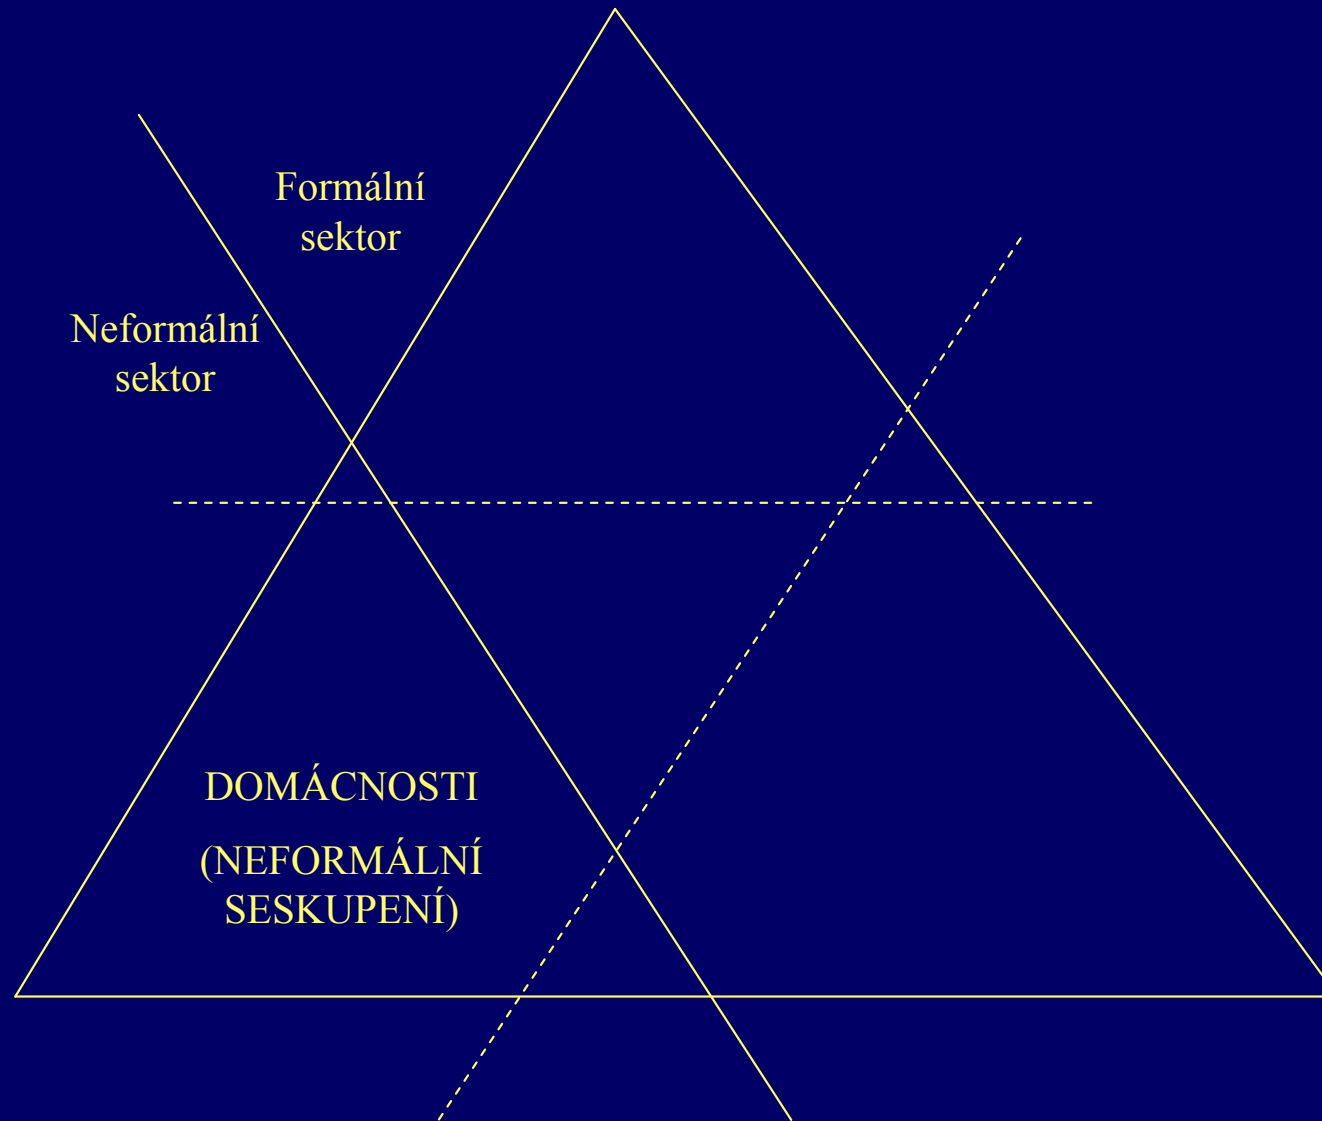 Formální
sektor
Neformální
sektor
DOMÁCNOSTI
(NEFORMÁLNÍ
SESKUPENÍ)